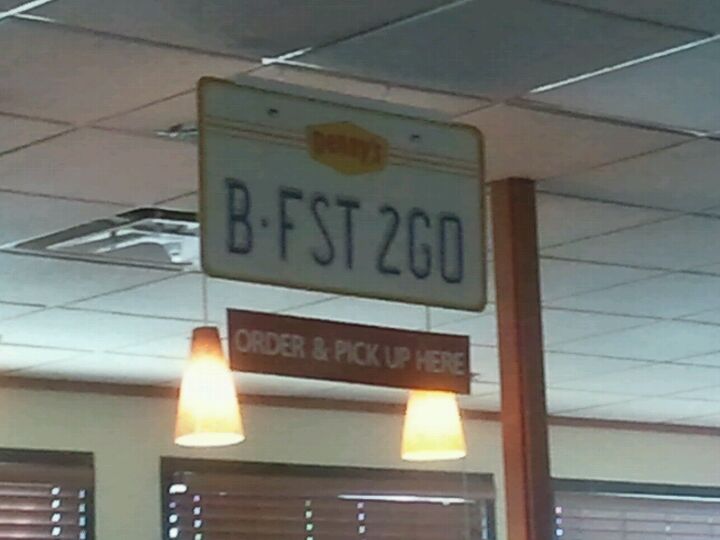 Denny's
B·FST 2GO
ORDER & PICK UP HERE